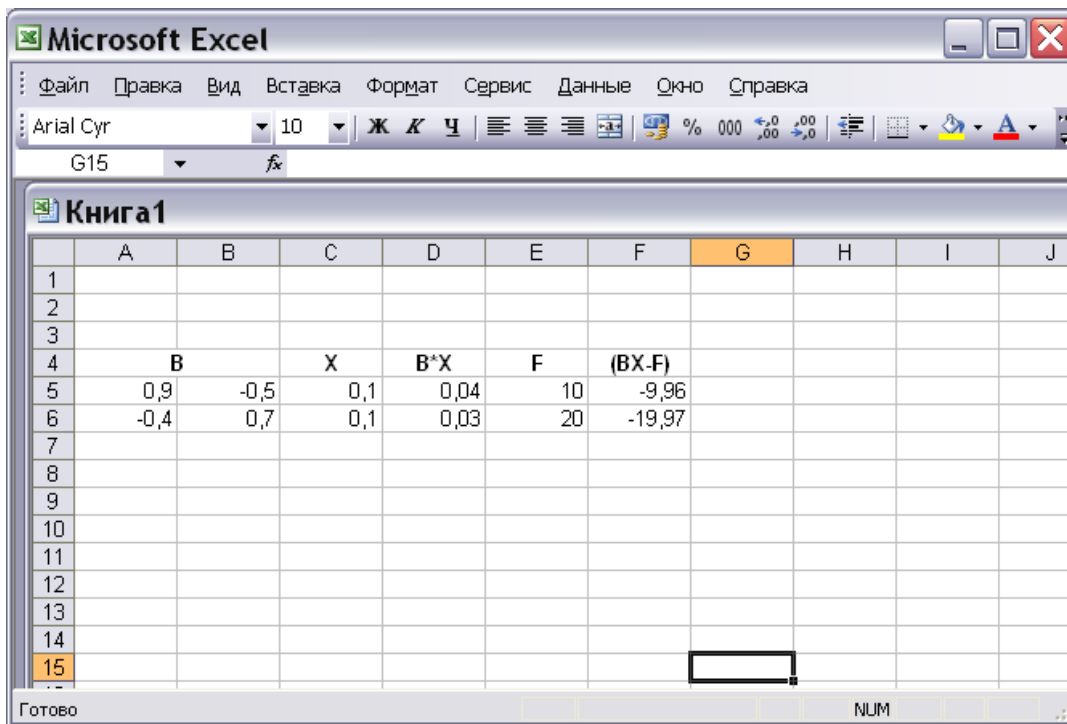 Microsoft Excel
Файл Правка Вид Вставка Формат Сервис Данные Окно Справка
Arial Cyr 10 Ж К Ч % 000
G15 fx
Книга1
A B C D E F G H I J
1
2
3
4 B X B*X F (BX-F)
5 0,9 -0,5 0,1 0,04 10 -9,96
6 -0,4 0,7 0,1 0,03 20 -19,97
7
8
9
10
11
12
13
14
15
Готово NUM